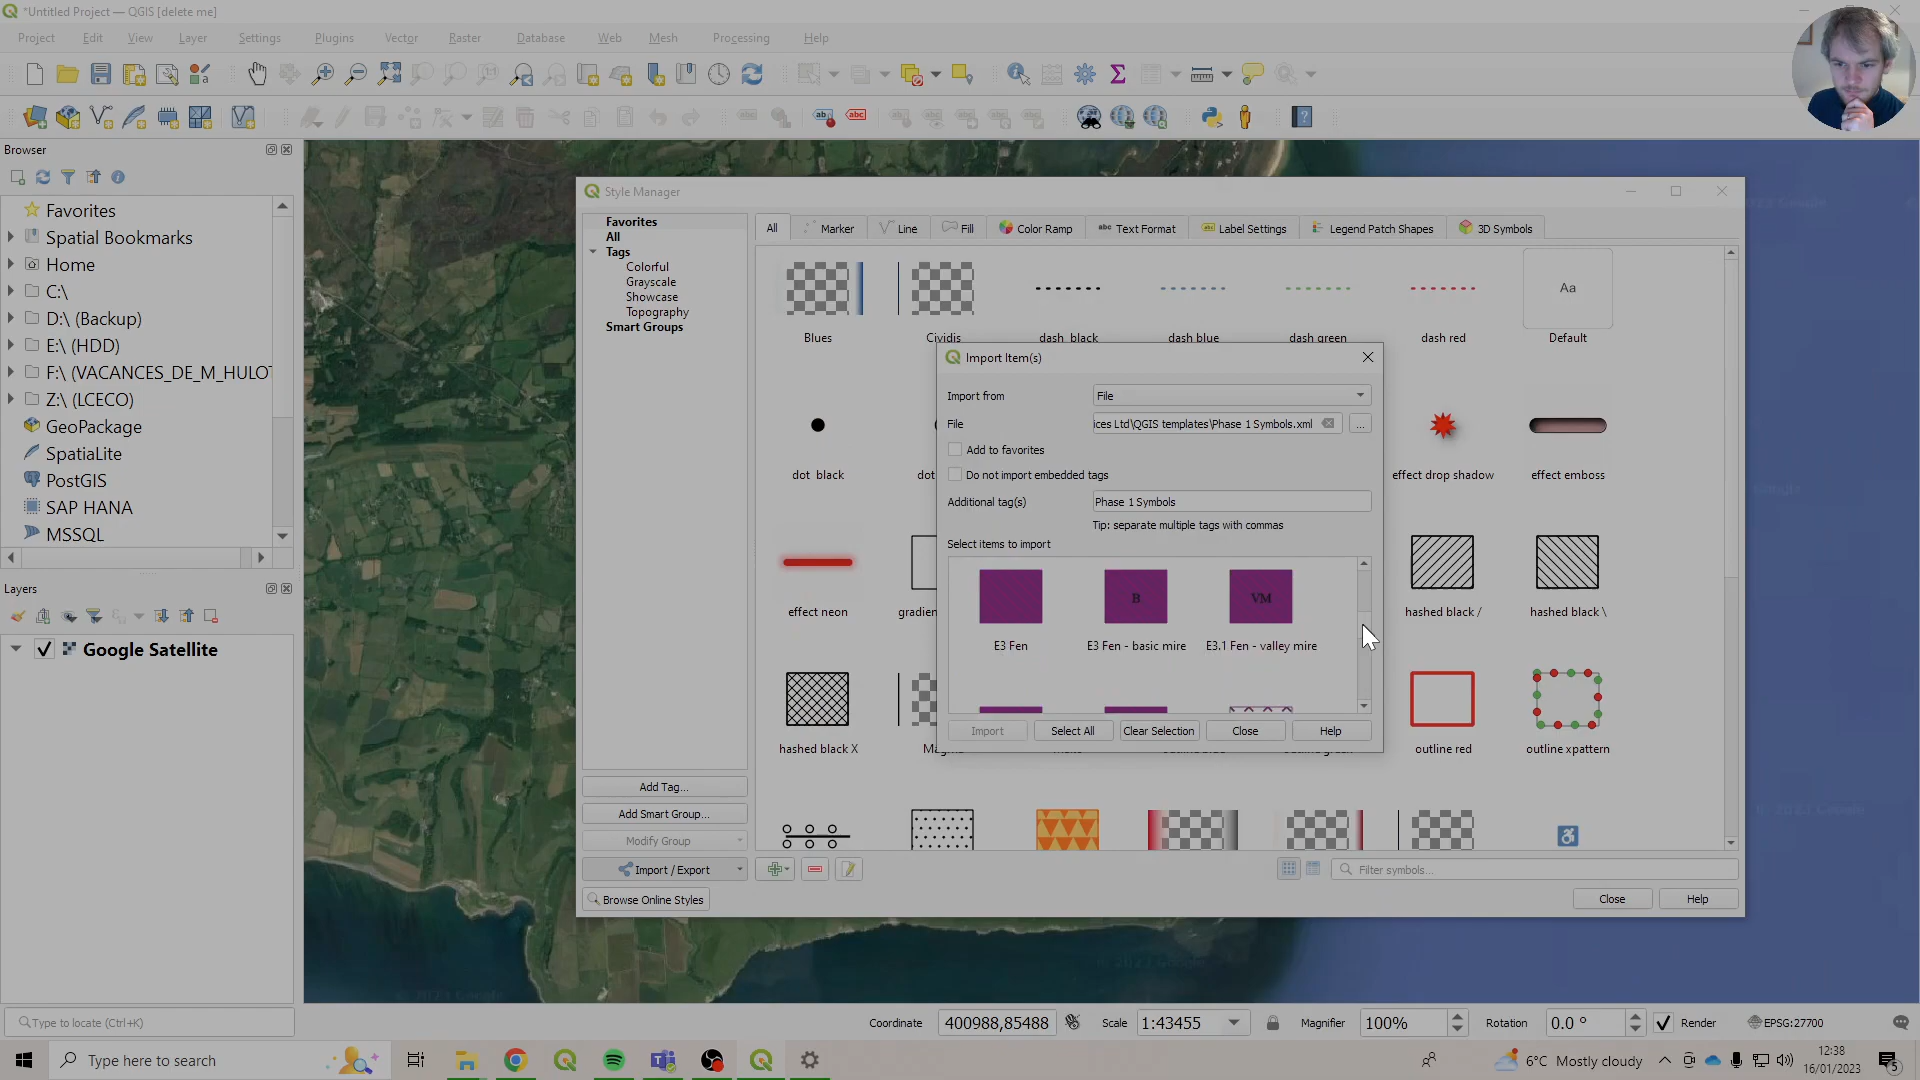 *Untitled Project — QGIS [delete me]
Project Edit View Layer Settings Plugins Vector Raster Database Web Mesh Processing Help
Browser
Favorites
Spatial Bookmarks
Home
C:\
D:\ (Backup)
E:\ (HDD)
F:\ (VACANCES_DE_M_HULOT
Z:\ (LCECO)
GeoPackage
SpatiaLite
PostGIS
SAP HANA
MSSQL
Layers
Google Satellite
Style Manager
Favorites
All
Tags
Colorful
Grayscale
Showcase
Topography
Smart Groups
Add Tag...
Add Smart Group...
Modify Group
Import / Export
Browse Online Styles
All Marker Line Fill Color Ramp Text Format Label Settings Legend Patch Shapes 3D Symbols
Aa
Blues Cividis dash black dash blue dash green dash red Default
dot black dot effect drop shadow effect emboss
effect neon gradien hashed black / hashed black \
hashed black X Magma outline red outline xpattern
Filter symbols...
Close Help
Import Item(s)
Import from File
File ices Ltd\QGIS templates\Phase 1 Symbols.xml ...
Add to favorites
Do not import embedded tags
Additional tag(s) Phase 1 Symbols
Tip: separate multiple tags with commas
Select items to import
B VM
E3 Fen E3 Fen - basic mire E3.1 Fen - valley mire
Import Select All Clear Selection Close Help
Type to locate (Ctrl+K)
Coordinate 400988,85488 Scale 1:43455 Magnifier 100% Rotation 0.0 ° Render EPSG:27700
Type here to search
6°C Mostly cloudy
12:38
16/01/2023
5